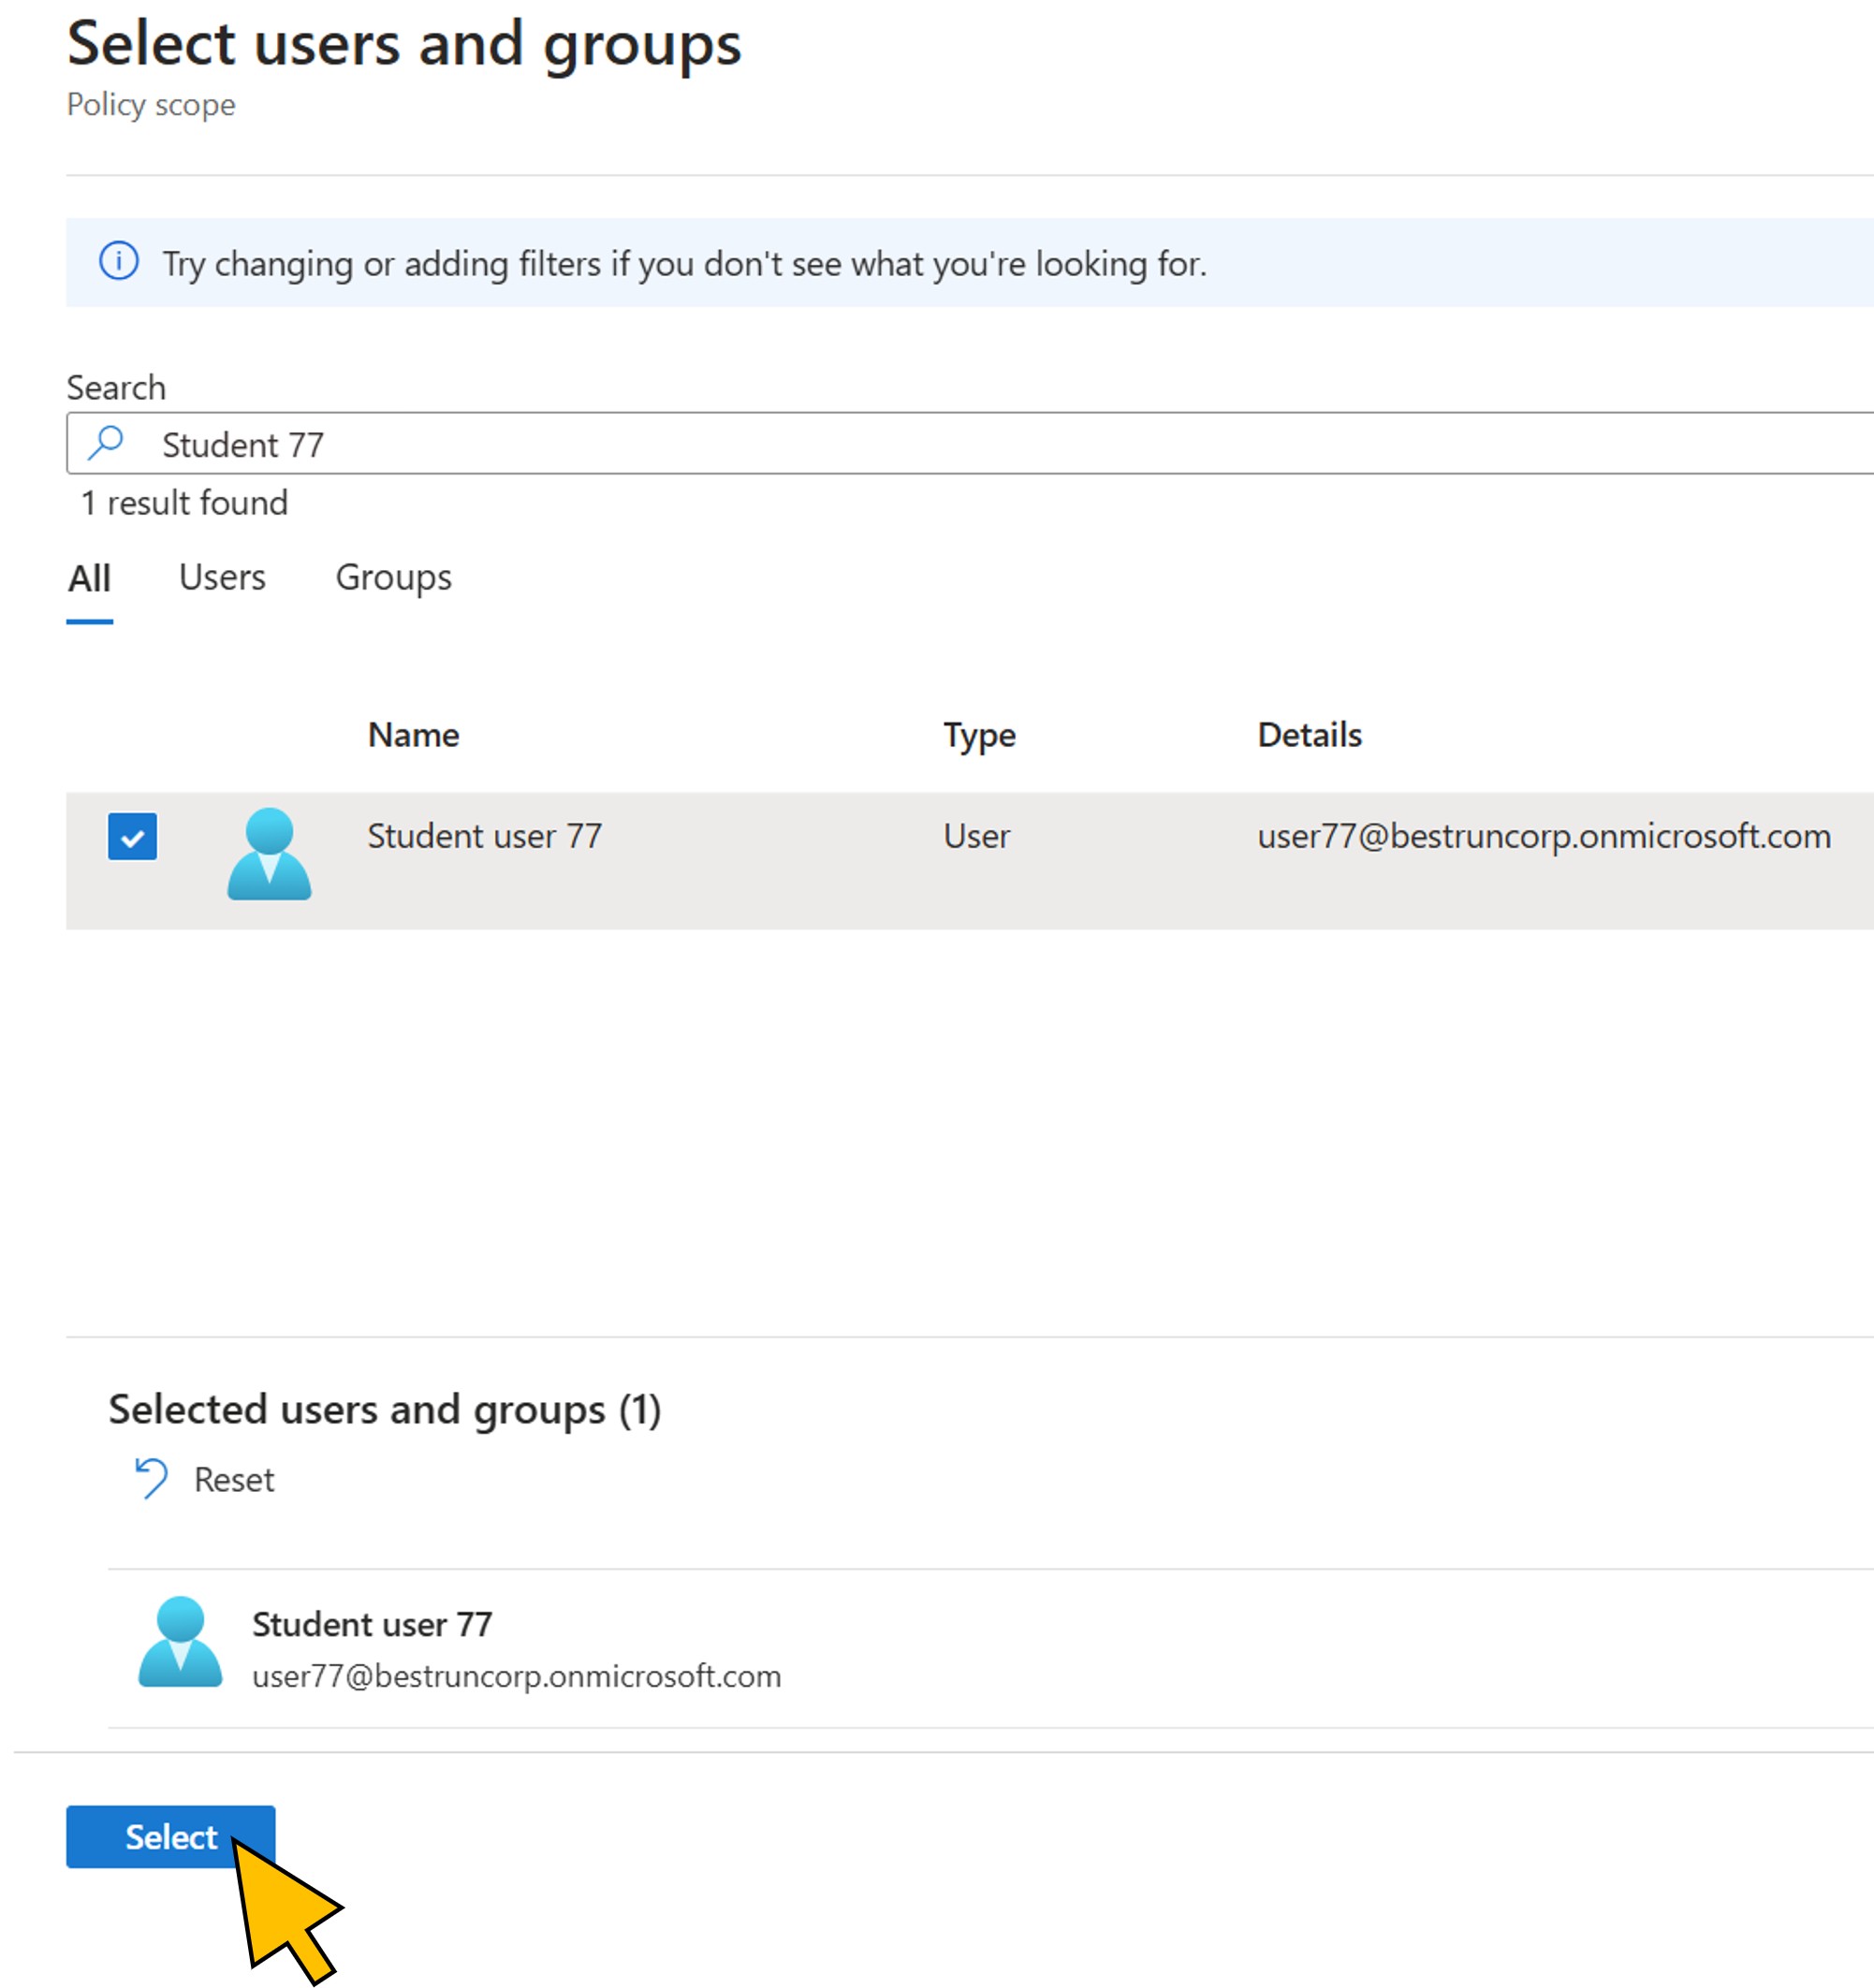 Select users and groups
Policy scope
Try changing or adding filters if you don't see what you're looking for.
Search
Student 77
1 result found
All Users Groups
Name Type Details
Student user 77 User user77@bestruncorp.onmicrosoft.com
Selected users and groups (1)
Reset
Student user 77
user77@bestruncorp.onmicrosoft.com
Select